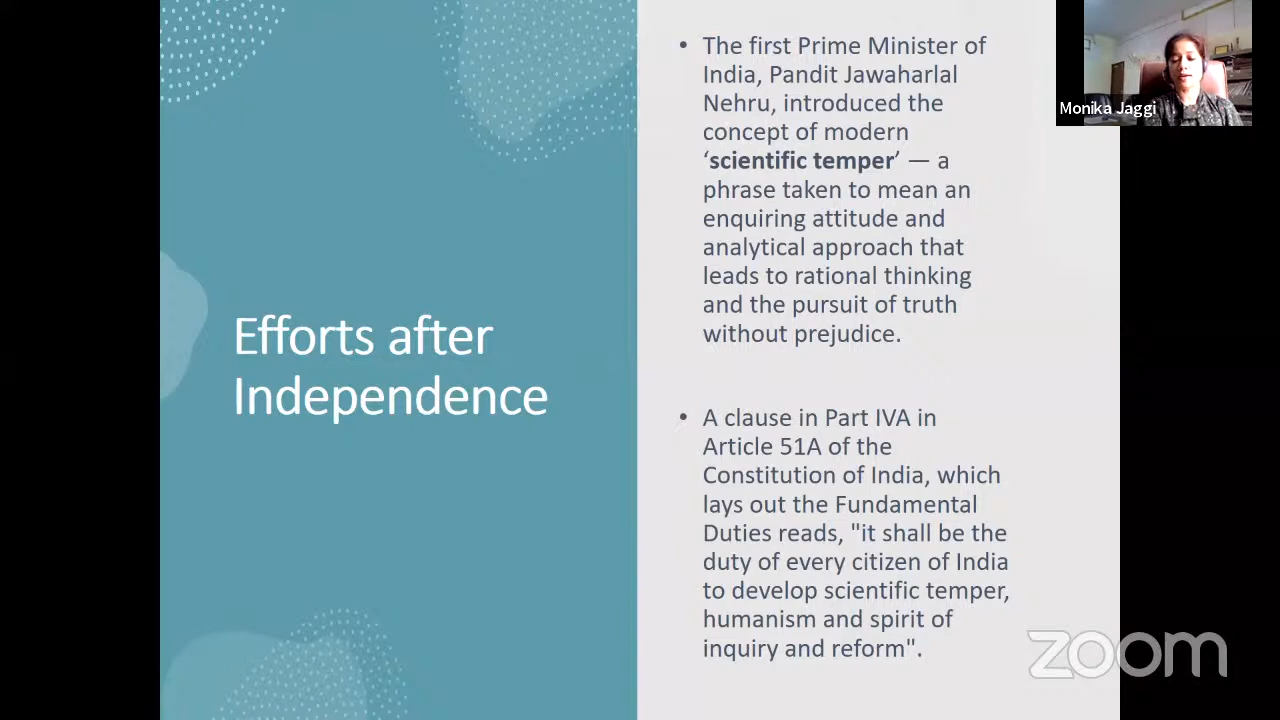 Efforts after
Independence
• The first Prime Minister of
India, Pandit Jawaharlal
Nehru, introduced the
concept of modern
‘scientific temper’ — a
phrase taken to mean an
enquiring attitude and
analytical approach that
leads to rational thinking
and the pursuit of truth
without prejudice.
• A clause in Part IVA in
Article 51A of the
Constitution of India, which
lays out the Fundamental
Duties reads, "it shall be the
duty of every citizen of India
to develop scientific temper,
humanism and spirit of
inquiry and reform".
Monika Jaggi
zoom